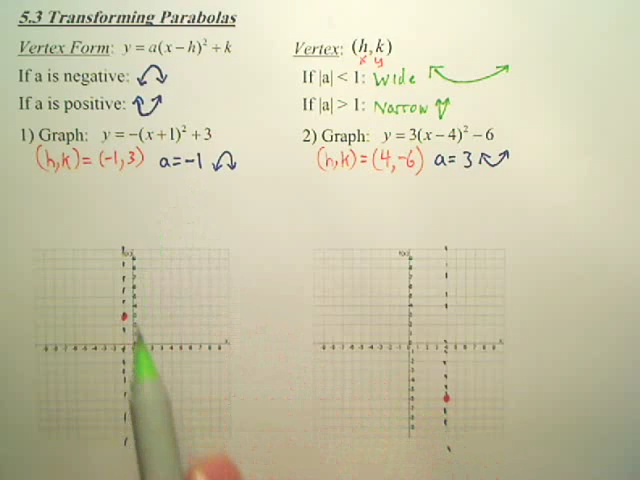 5.3 Transforming Parabolas
Vertex Form: y = a(x − h)² + k
Vertex: (h, k)
x y
If a is negative:
If |a| < 1: Wide
If a is positive:
If |a| > 1: Narrow
1) Graph: y = −(x + 1)² + 3
(h,k) = (-1, 3) a = -1
2) Graph: y = 3(x − 4)² − 6
(h,k) = (4, -6) a = 3